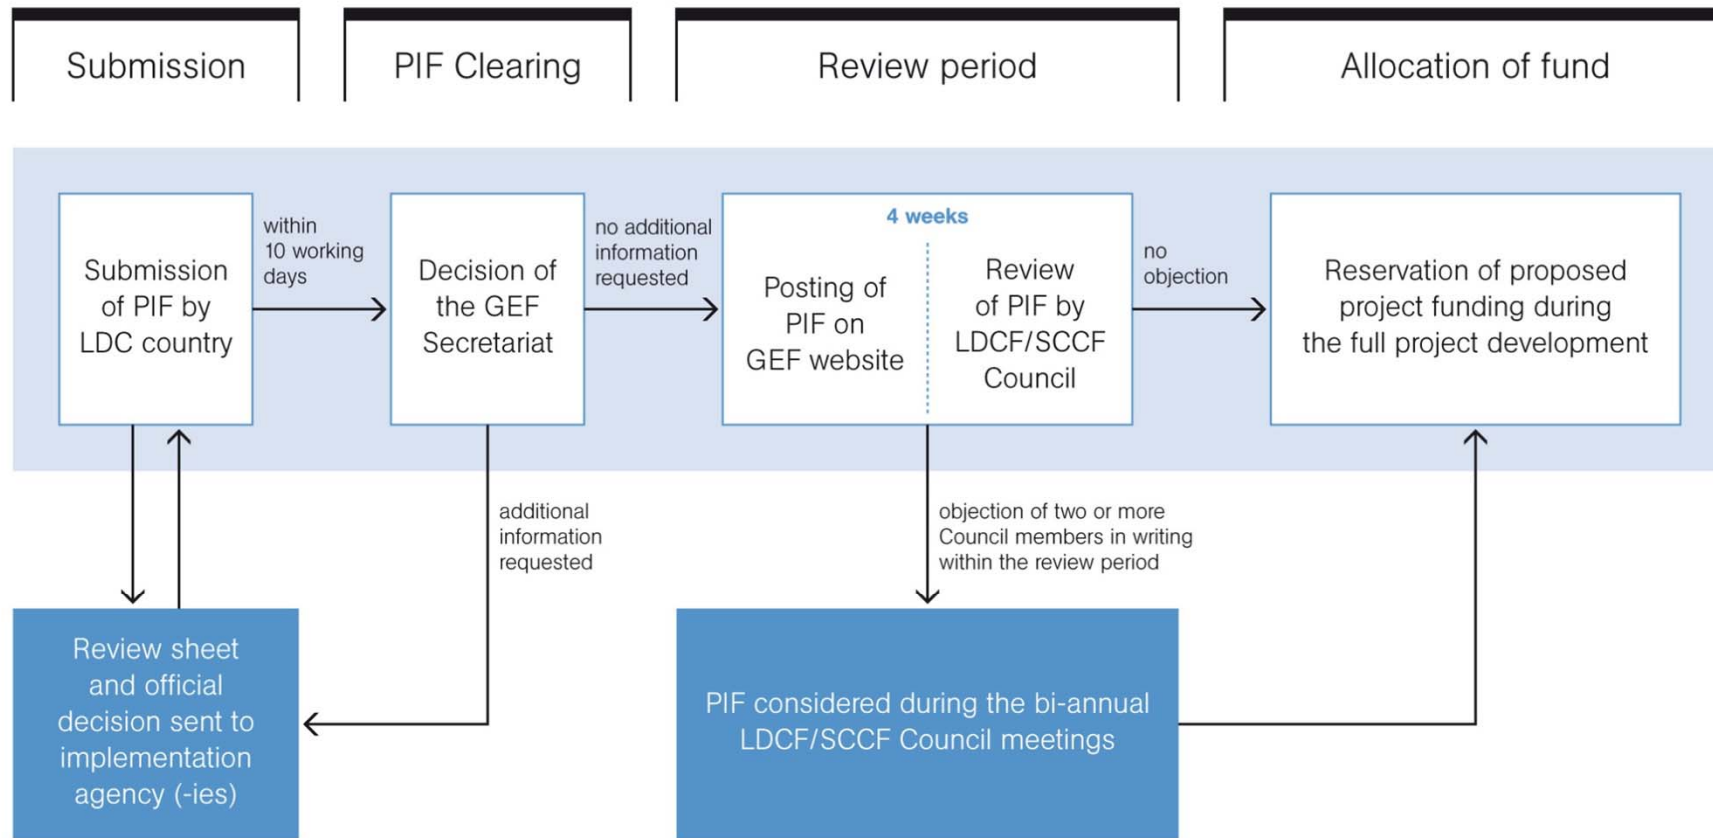 Submission
PIF Clearing
Review period
Allocation of fund
Submission
of PIF by
LDC country
within
10 working
days
Decision of
the GEF
Secretariat
no additional
information
requested
4 weeks
Posting of
PIF on
GEF website
Review
of PIF by
LDCF/SCCF
Council
no
objection
Reservation of proposed
project funding during
the full project development
additional
information
requested
objection of two or more
Council members in writing
within the review period
Review sheet
and official
decision sent to
implementation
agency (-ies)
PIF considered during the bi-annual
LDCF/SCCF Council meetings